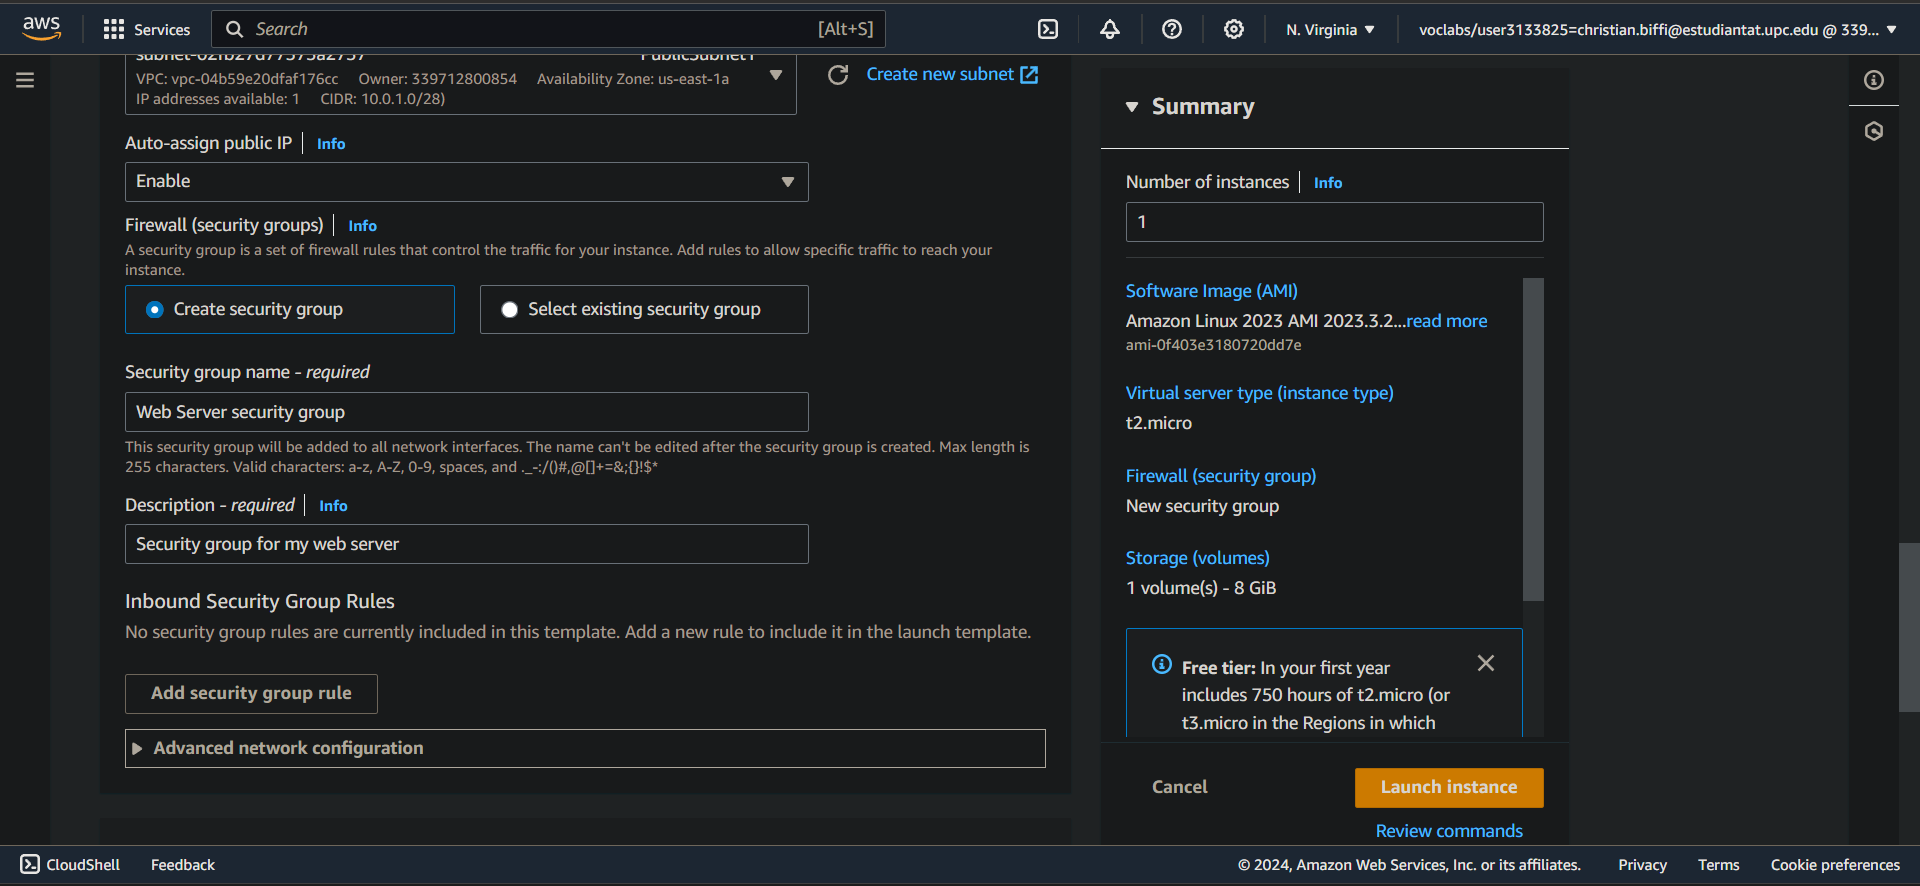 aws
Services
Search
[Alt+S]
N. Virginia
voclabs/user3133825=christian.biffi@estudiantat.upc.edu @ 339...
PublicSubnet1
VPC: vpc-04b59e20dfaf176cc Owner: 339712800854 Availability Zone: us-east-1a
IP addresses available: 1 CIDR: 10.0.1.0/28)
Create new subnet
Auto-assign public IP
Info
Enable
Firewall (security groups)
Info
A security group is a set of firewall rules that control the traffic for your instance. Add rules to allow specific traffic to reach your
instance.
Create security group
Select existing security group
Security group name - required
Web Server security group
This security group will be added to all network interfaces. The name can't be edited after the security group is created. Max length is
255 characters. Valid characters: a-z, A-Z, 0-9, spaces, and ._-:/()#,@[]+=&;{}!$*
Description - required
Info
Security group for my web server
Inbound Security Group Rules
No security group rules are currently included in this template. Add a new rule to include it in the launch template.
Add security group rule
Advanced network configuration
Summary
Number of instances
Info
1
Software Image (AMI)
Amazon Linux 2023 AMI 2023.3.2...read more
ami-0f403e3180720dd7e
Virtual server type (instance type)
t2.micro
Firewall (security group)
New security group
Storage (volumes)
1 volume(s) - 8 GiB
Free tier: In your first year
includes 750 hours of t2.micro (or
t3.micro in the Regions in which
Cancel
Launch instance
Review commands
CloudShell
Feedback
© 2024, Amazon Web Services, Inc. or its affiliates.
Privacy
Terms
Cookie preferences